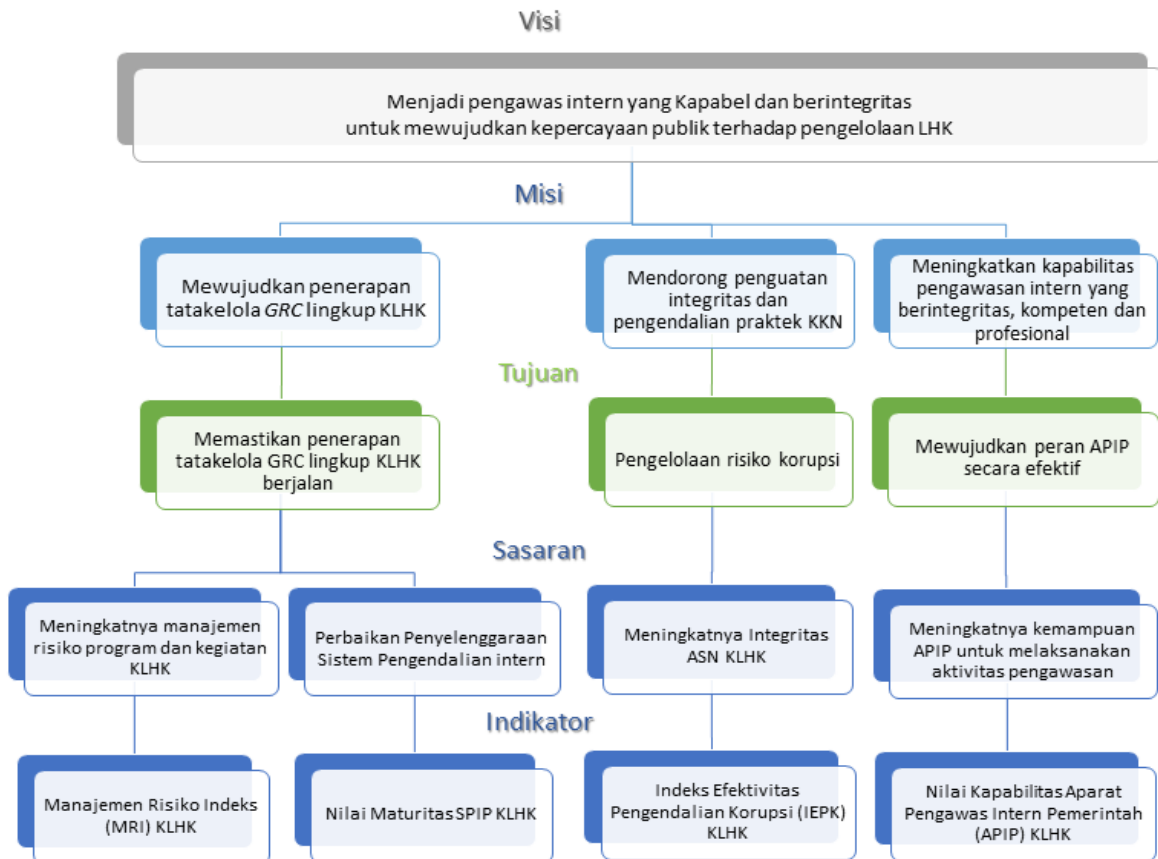 Visi
Menjadi pengawas intern yang Kapabel dan berintegritas
untuk mewujudkan kepercayaan publik terhadap pengelolaan LHK
Misi
Mewujudkan penerapan
tatakelola GRC lingkup KLHK
Mendorong penguatan
integritas dan
pengendalian praktek KKN
Meningkatkan kapabilitas
pengawasan intern yang
berintegritas, kompeten dan
profesional
Tujuan
Memastikan penerapan
tatakelola GRC lingkup KLHK
berjalan
Pengelolaan risiko korupsi
Mewujudkan peran APIP
secara efektif
Sasaran
Meningkatnya manajemen
risiko program dan kegiatan
KLHK
Perbaikan Penyelenggaraan
Sistem Pengendalian intern
Meningkatnya Integritas
ASN KLHK
Meningkatnya kemampuan
APIP untuk melaksanakan
aktivitas pengawasan
Indikator
Manajemen Risiko Indeks
(MRI) KLHK
Nilai Maturitas SPIP KLHK
Indeks Efektivitas
Pengendalian Korupsi (IEPK)
KLHK
Nilai Kapabilitas Aparat
Pengawas Intern Pemerintah
(APIP) KLHK